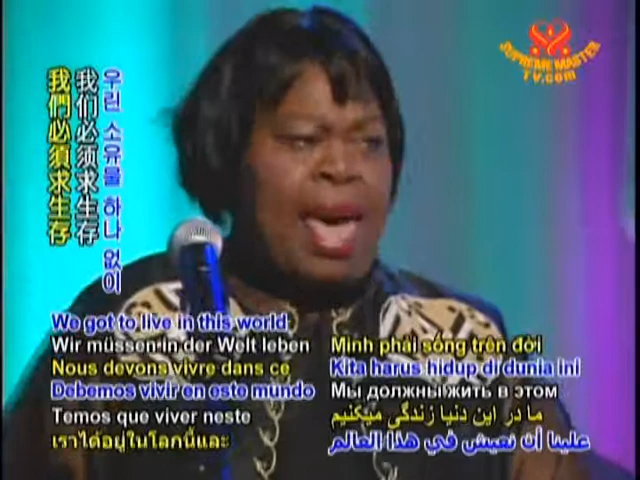 SUPREME MASTER
TV.com
우린 소유물 하나 없이
我们必须求生存
我們必須求生存
We got to live in this world
Wir müssen in der Welt leben
Nous devons vivre dans ce
Debemos vivir en este mundo
Temos que viver neste
เราได้อยู่ในโลกนี้และ
Mình phải sống trên đời
Kita harus hidup di dunia ini
Мы должны жить в этом
ما در این دنیا زندگی میکنیم
علينا أن نعيش في هذا العالم